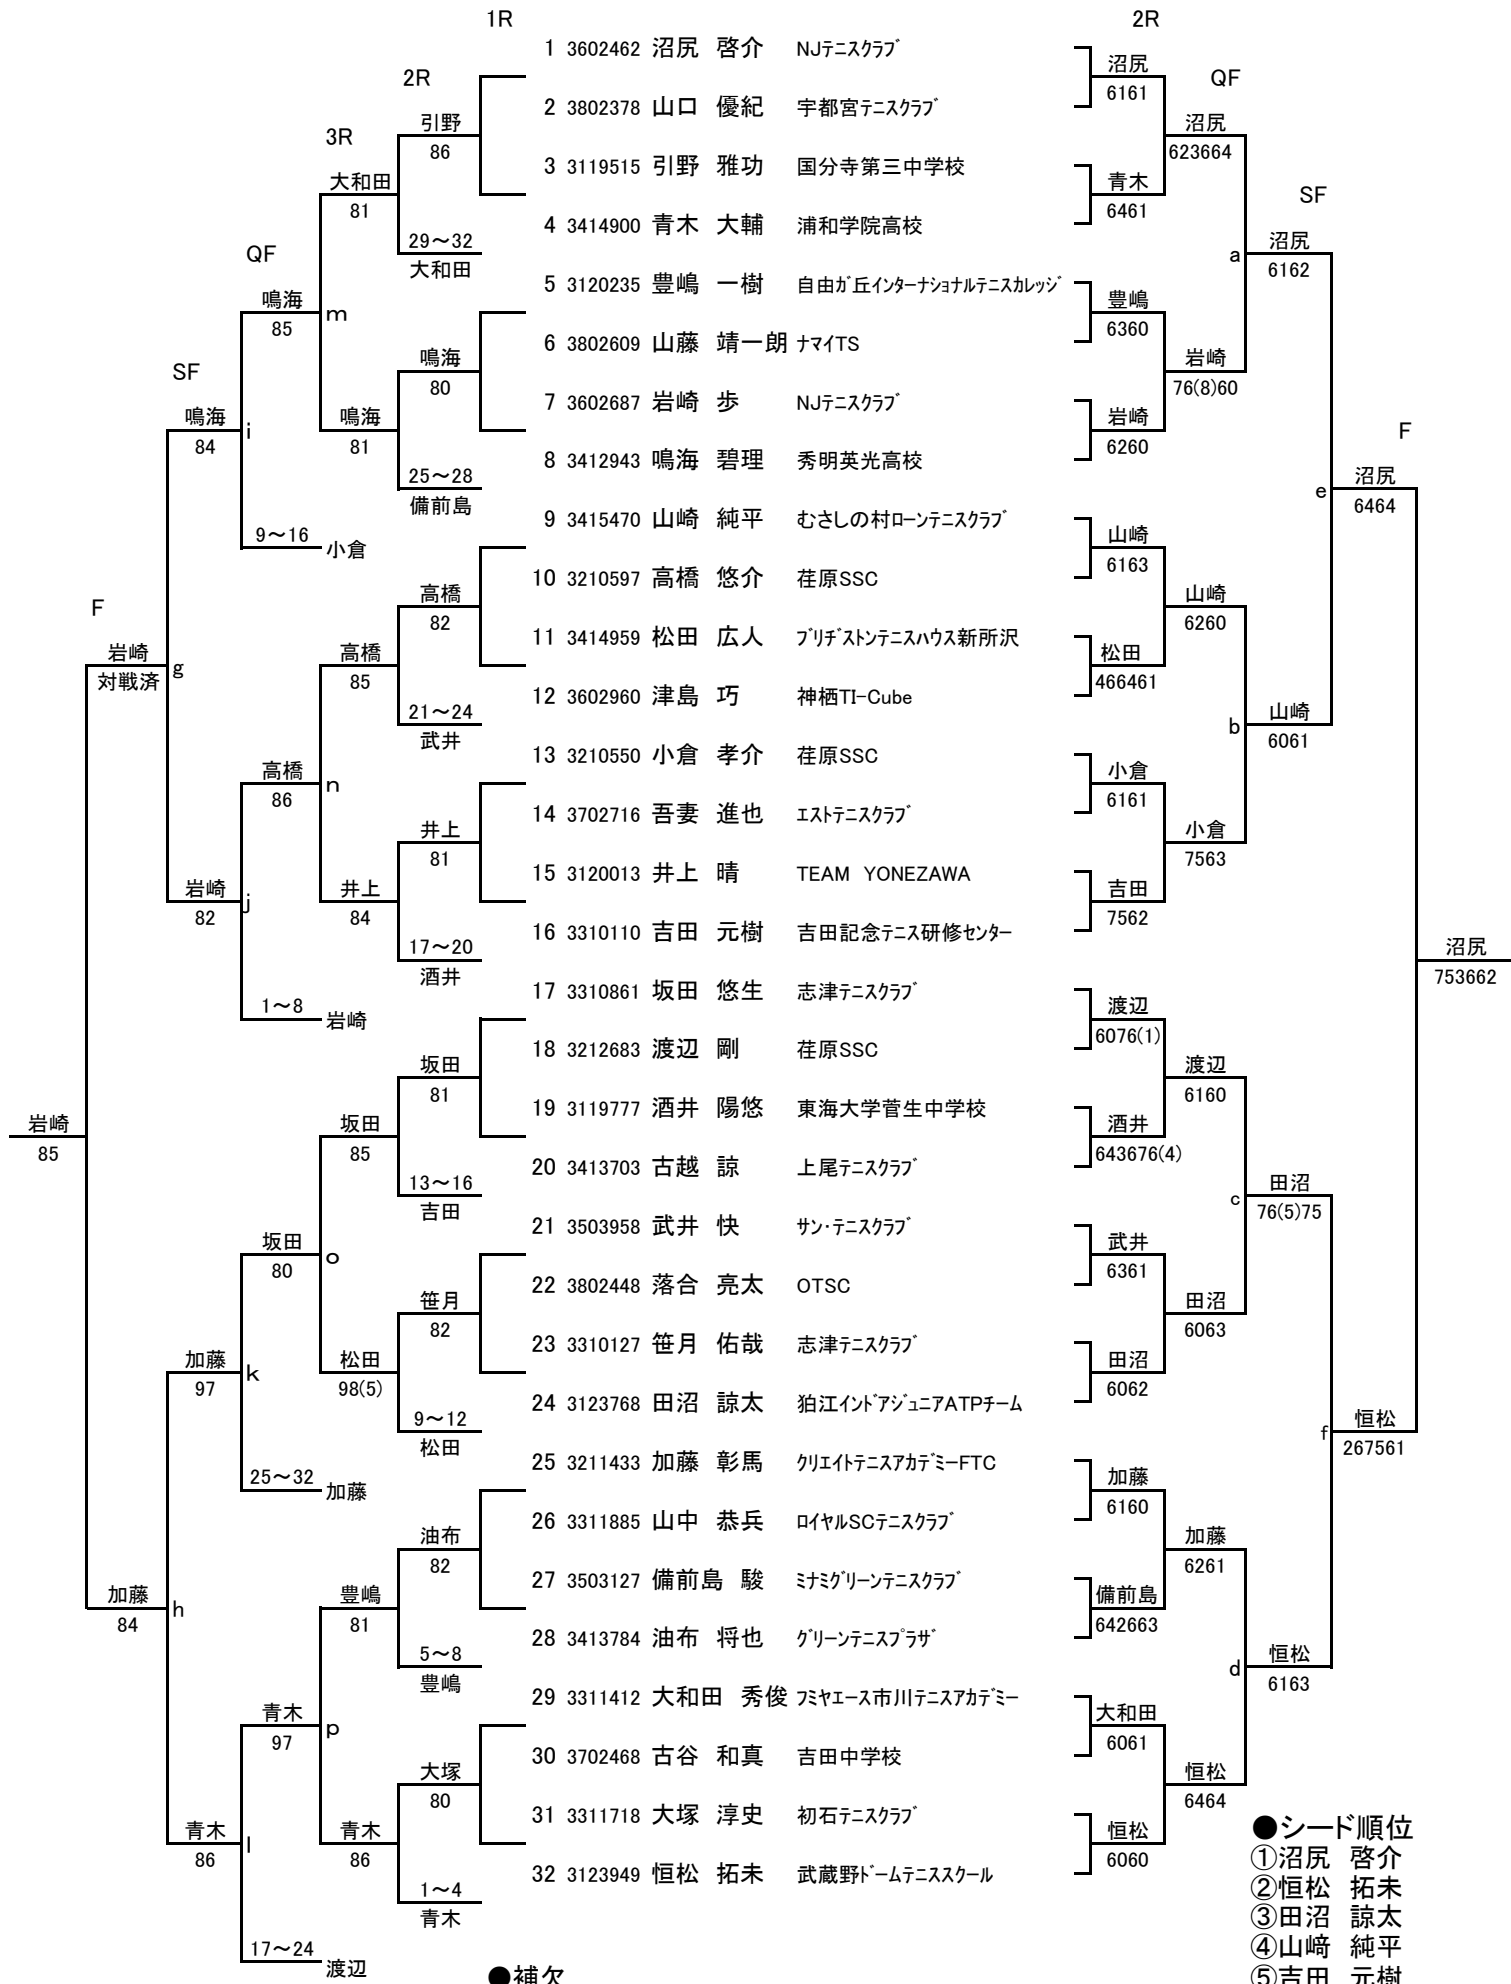 1R
2R
1 3602462 沼尻 啓介 NJテニスクラブ
沼尻
2R
QF
6161
2 3802378 山口 優紀 宇都宮テニスクラブ
引野
沼尻
3R
86
623664
3 3119515 引野 雅功 国分寺第三中学校
大和田
青木
SF
81
6461
4 3414900 青木 大輔 浦和学院高校
29～32
沼尻
QF
a
大和田
6162
5 3120235 豊嶋 一樹 自由が丘インターナショナルテニスカレッジ
鳴海
豊嶋
m
85
6360
6 3802609 山藤 靖一朗 ナマイTS
鳴海
岩崎
SF
80
76(8)60
7 3602687 岩崎 歩 NJテニスクラブ
鳴海
鳴海
岩崎
F
i
84
81
6260
8 3412943 鳴海 碧理 秀明英光高校
25～28
沼尻
e
備前島
6464
9 3415470 山崎 純平 むさしの村ローンテニスクラブ
9～16
小倉
山崎
6163
10 3210597 高橋 悠介 荏原SSC
高橋
山崎
F
82
6260
11 3414959 松田 広人 ブリヂストンテニスハウス新所沢
岩崎
高橋
松田
g
対戦済
85
466461
12 3602960 津島 巧 神栖TI-Cube
21～24
山崎
b
武井
6061
13 3210550 小倉 孝介 荏原SSC
高橋
小倉
n
86
6161
14 3702716 吾妻 進也 エストテニスクラブ
井上
小倉
81
7563
15 3120013 井上 晴 TEAM YONEZAWA
岩崎
井上
吉田
j
82
84
7562
16 3310110 吉田 元樹 吉田記念テニス研修センター
17～20
沼尻
酒井
753662
17 3310861 坂田 悠生 志津テニスクラブ
1～8
岩崎
渡辺
6076(1)
18 3212683 渡辺 剛 荏原SSC
坂田
渡辺
81
6160
19 3119777 酒井 陽悠 東海大学菅生中学校
岩崎
坂田
酒井
85
85
643676(4)
20 3413703 古越 諒 上尾テニスクラブ
13～16
田沼
c
吉田
76(5)75
21 3503958 武井 快 サン・テニスクラブ
坂田
武井
o
80
6361
22 3802448 落合 亮太 OTSC
笹月
田沼
82
6063
23 3310127 笹月 佑哉 志津テニスクラブ
加藤
松田
田沼
k
97
98(5)
6062
24 3123768 田沼 諒太 狛江インドアジュニアATPチーム
9～12
恒松
f
松田
267561
25 3211433 加藤 彰馬 クリエイトテニスアカデミーFTC
25～32
加藤
加藤
6160
26 3311885 山中 恭兵 ロイヤルSCテニスクラブ
油布
加藤
82
6261
27 3503127 備前島 駿 ミナミグリーンテニスクラブ
加藤
豊嶋
備前島
h
84
81
642663
28 3413784 油布 将也 グリーンテニスプラザ
5～8
恒松
d
豊嶋
6163
29 3311412 大和田 秀俊 フミヤエース市川テニスアカデミー
青木
大和田
p
97
6061
30 3702468 古谷 和真 吉田中学校
大塚
恒松
80
6464
31 3311718 大塚 淳史 初石テニスクラブ
青木
青木
恒松
l
86
86
6060
32 3123949 恒松 拓未 武蔵野ドームテニススクール
1～4
青木
17～24
渡辺
●シード順位
①沼尻 啓介
②恒松 拓未
③田沼 諒太
④山﨑 純平
⑤吉田 元樹
●補欠